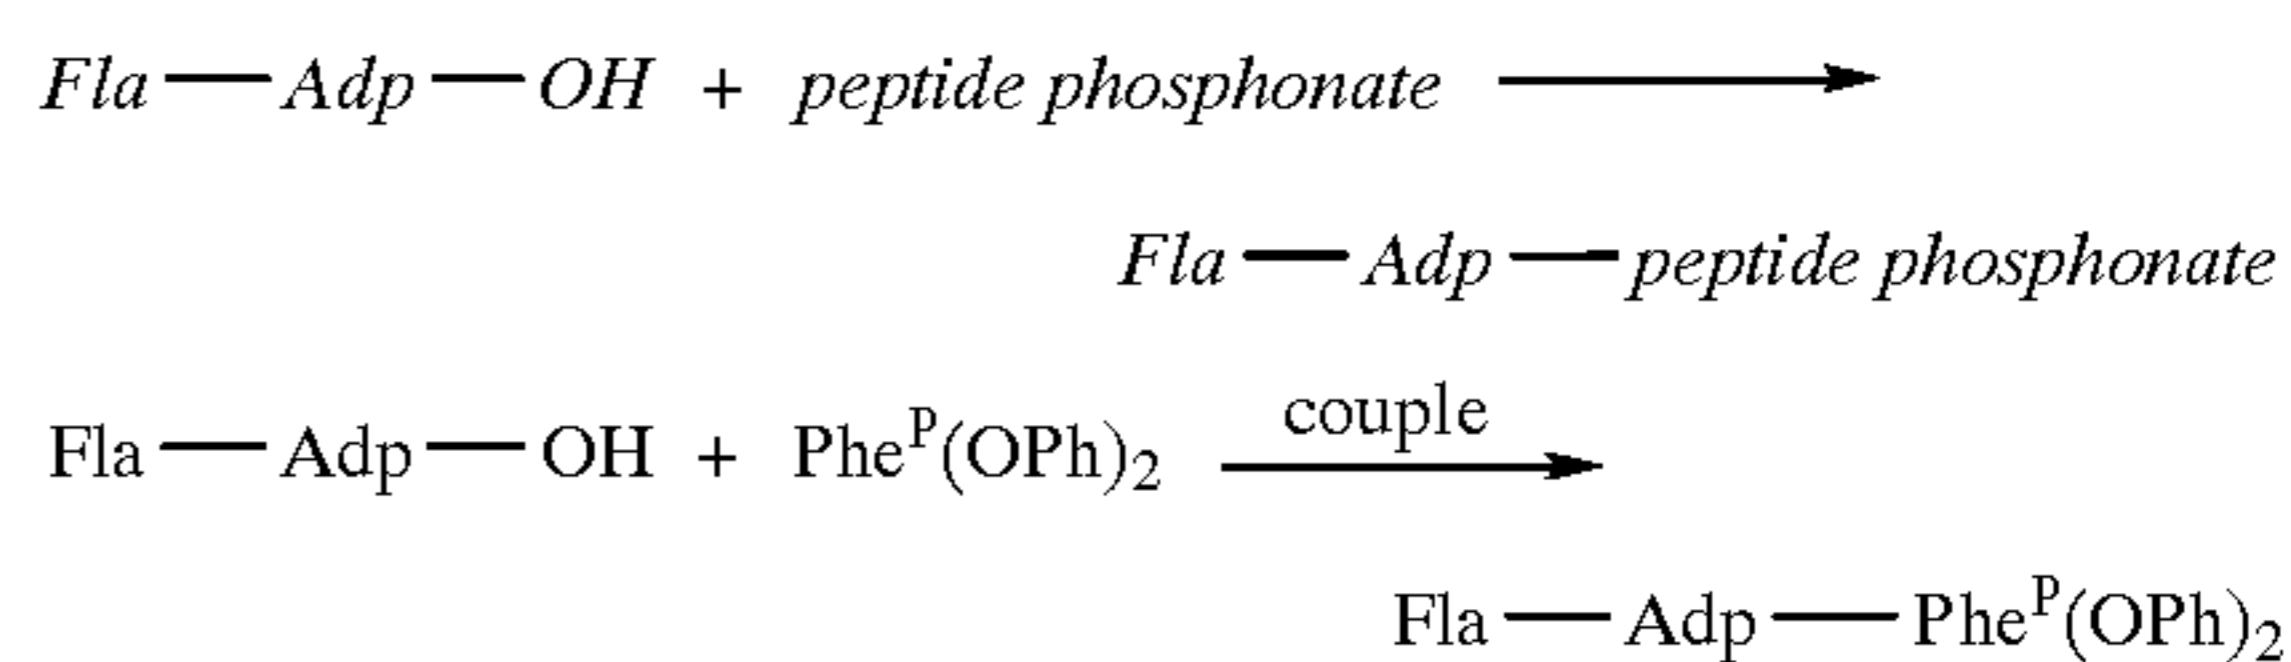 Fla — Adp — OH + peptide phosphonate ⟶
Fla — Adp — peptide phosphonate
couple
Fla — Adp — OH + Phe^P(OPh)₂ ⟶
Fla — Adp — Phe^P(OPh)₂